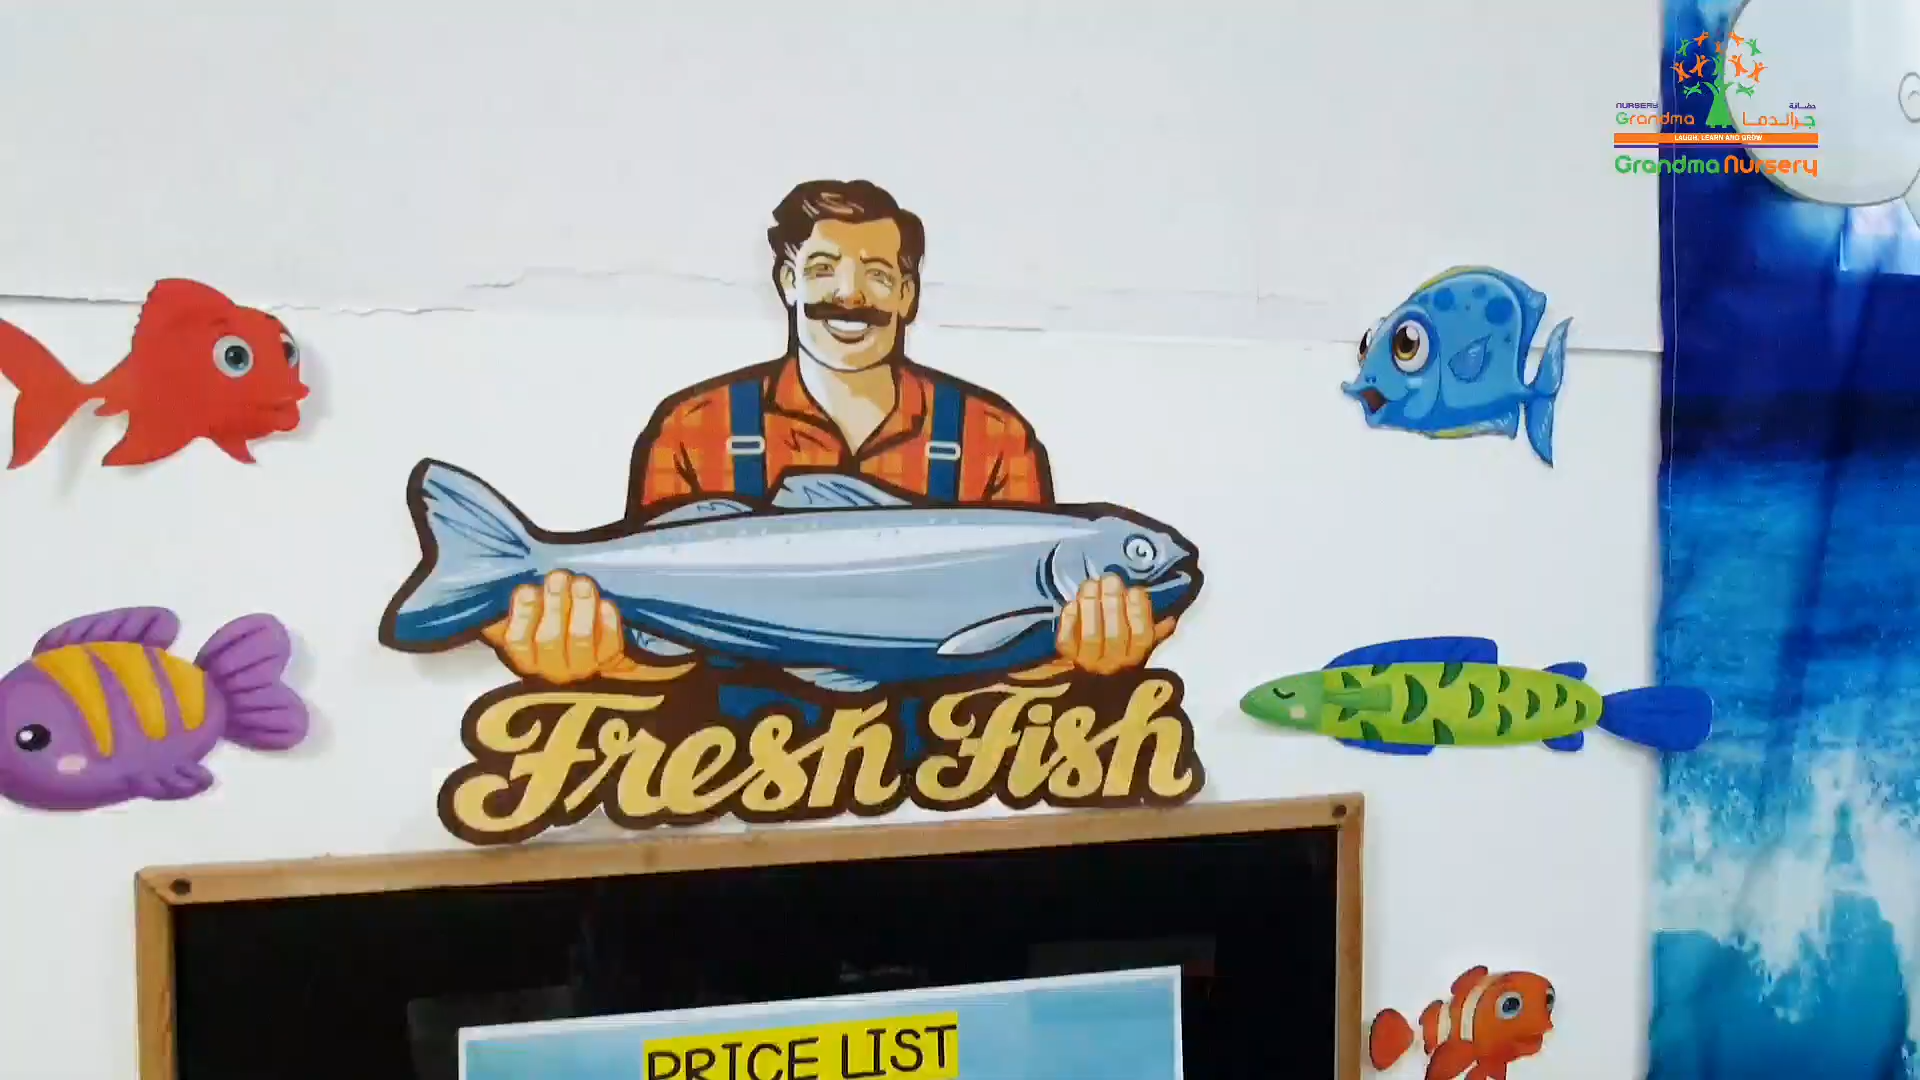 NURSERY حضانة
Grandma جراندما
LAUGH, LEARN AND GROW
Grandma Nursery
Fresh Fish
PRICE LIST